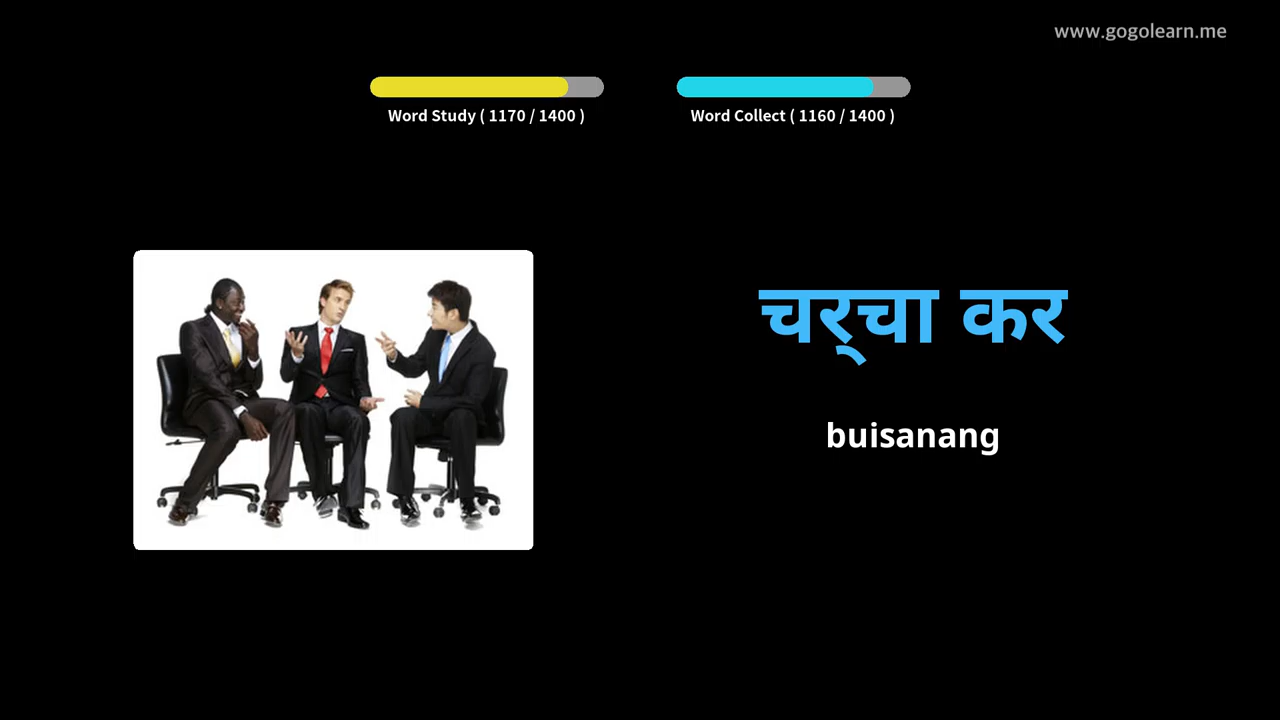 www.gogolearn.me
Word Study ( 1170 / 1400 )
Word Collect ( 1160 / 1400 )
चर्‌चा कर
buisanang